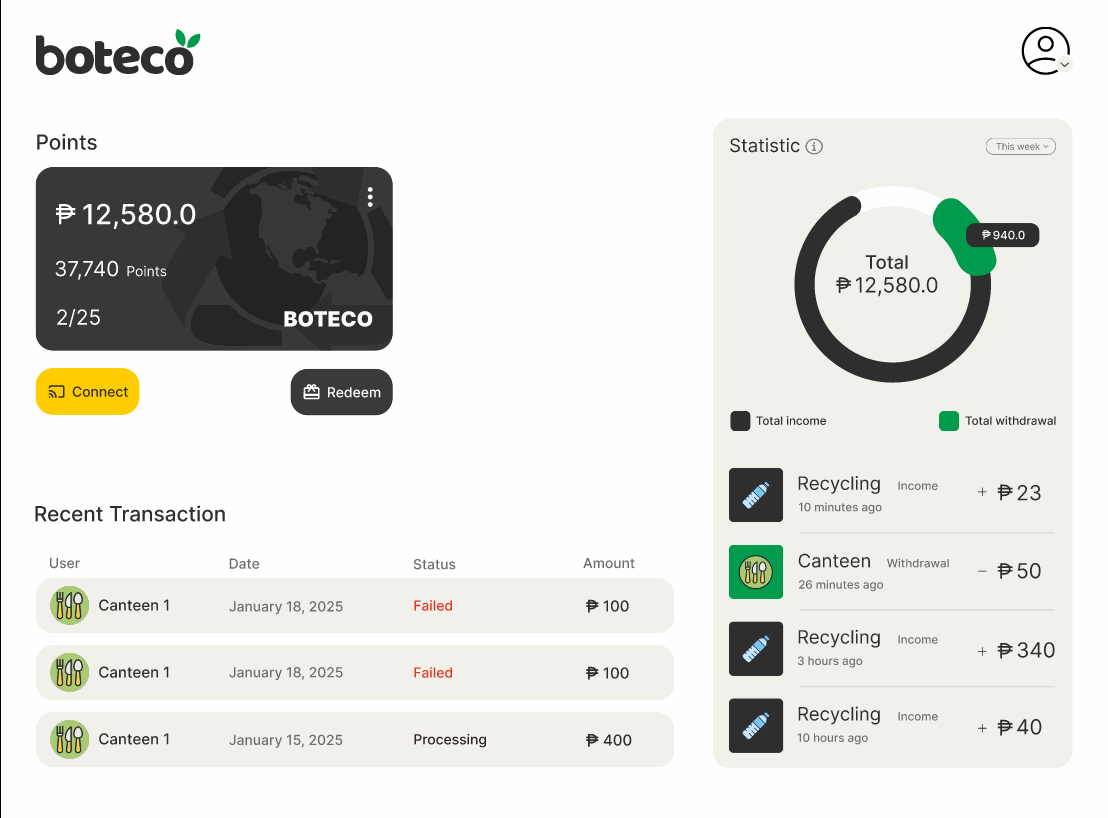 boteco
Points
₱ 12,580.0
37,740 Points
2/25
BOTECO
Connect
Redeem
Recent Transaction
User Date Status Amount
Canteen 1 January 18, 2025 Failed ₱ 100
Canteen 1 January 18, 2025 Failed ₱ 100
Canteen 1 January 15, 2025 Processing ₱ 400
Statistic
This week
₱940.0
Total
₱12,580.0
Total income Total withdrawal
Recycling Income + ₱23
10 minutes ago
Canteen Withdrawal − ₱50
26 minutes ago
Recycling Income + ₱340
3 hours ago
Recycling Income + ₱40
10 hours ago